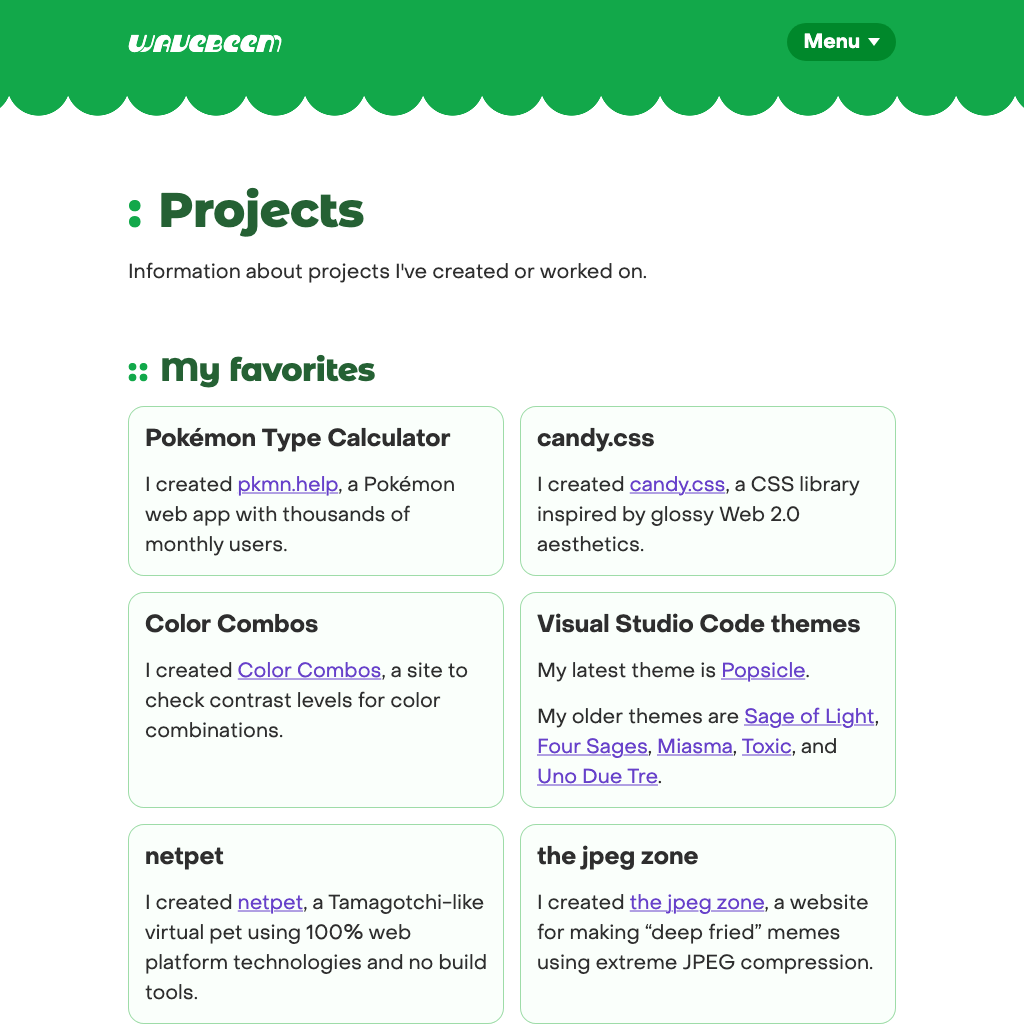 WAVEBEEM
Menu
Projects
Information about projects I've created or worked on.
My favorites
Pokémon Type Calculator
I created pkmn.help, a Pokémon
web app with thousands of
monthly users.
candy.css
I created candy.css, a CSS library
inspired by glossy Web 2.0
aesthetics.
Color Combos
I created Color Combos, a site to
check contrast levels for color
combinations.
Visual Studio Code themes
My latest theme is Popsicle.
My older themes are Sage of Light,
Four Sages, Miasma, Toxic, and
Uno Due Tre.
netpet
I created netpet, a Tamagotchi-like
virtual pet using 100% web
platform technologies and no build
tools.
the jpeg zone
I created the jpeg zone, a website
for making “deep fried” memes
using extreme JPEG compression.